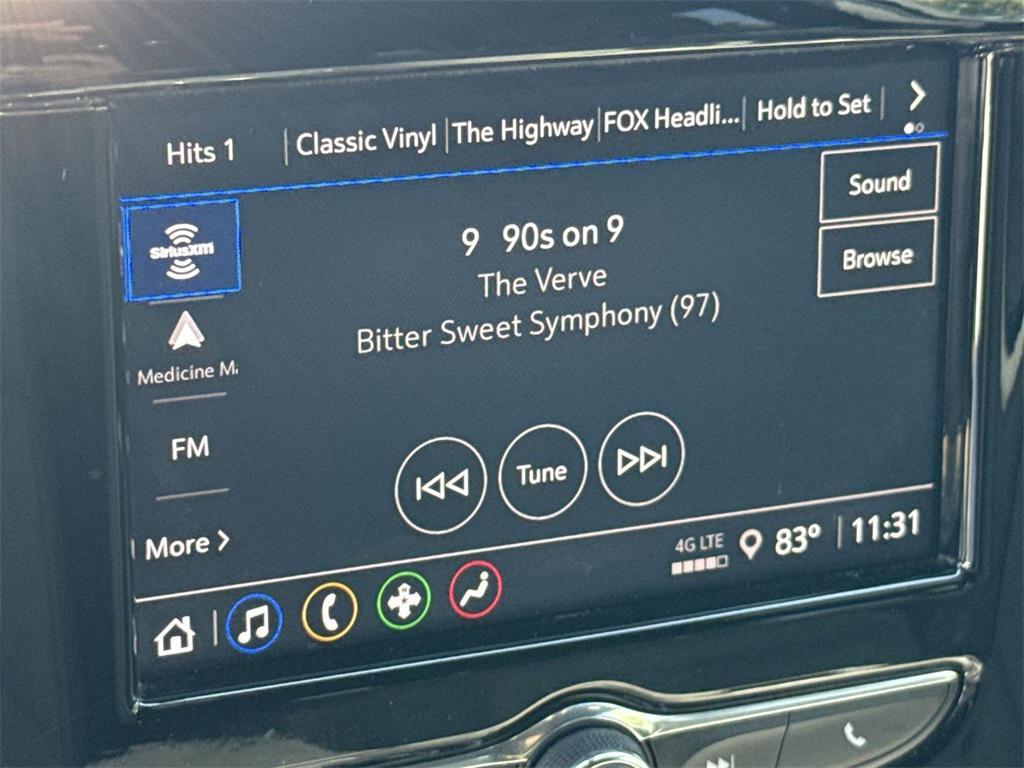 Hits 1
Classic Vinyl
The Highway
FOX Headli...
Hold to Set
siriusxm
9 90s on 9
The Verve
Bitter Sweet Symphony (97)
Sound
Browse
Medicine M.
FM
More
Tune
4G LTE
83°
11:31